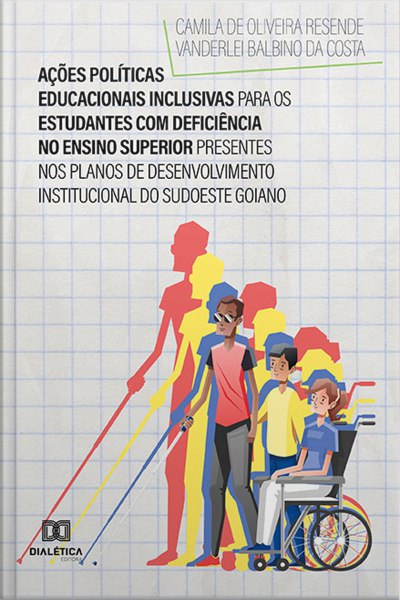 CAMILA DE OLIVEIRA RESENDE
VANDERLEI BALBINO DA COSTA
AÇÕES POLÍTICAS
EDUCACIONAIS INCLUSIVAS PARA OS
ESTUDANTES COM DEFICIÊNCIA
NO ENSINO SUPERIOR PRESENTES
NOS PLANOS DE DESENVOLVIMENTO
INSTITUCIONAL DO SUDOESTE GOIANO
DIALÉTICA
EDITORA